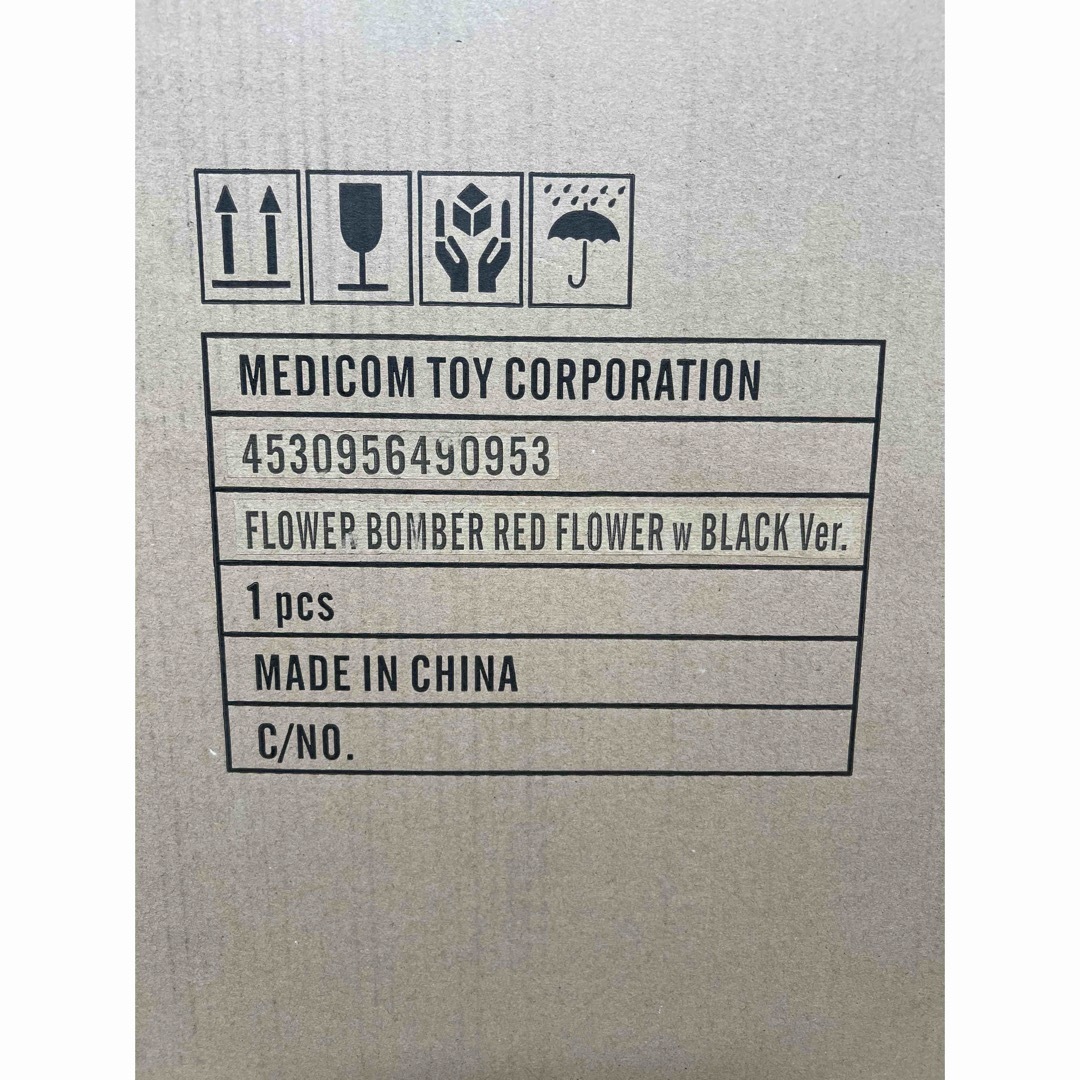 MEDICOM TOY CORPORATION
4530956490953
FLOWER BOMBER RED FLOWER w BLACK Ver.
1 pcs
MADE IN CHINA
C/NO.